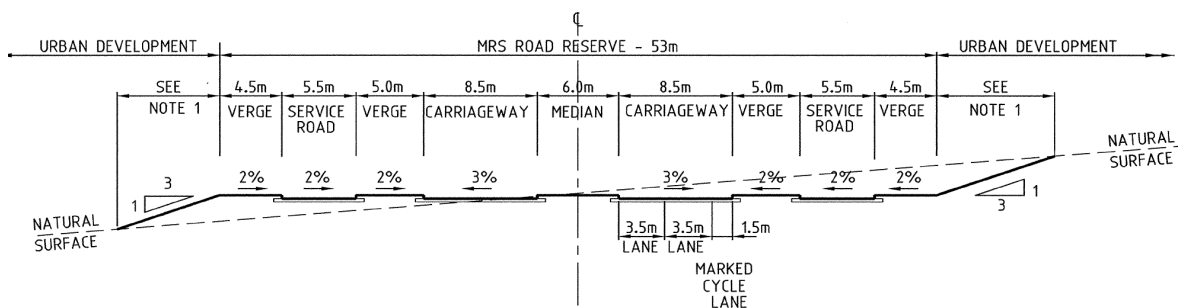 ℄
URBAN DEVELOPMENT
MRS ROAD RESERVE - 53m
URBAN DEVELOPMENT
SEE
NOTE 1
4.5m
VERGE
5.5m
SERVICE
ROAD
5.0m
VERGE
8.5m
CARRIAGEWAY
6.0m
MEDIAN
8.5m
CARRIAGEWAY
5.0m
VERGE
5.5m
SERVICE
ROAD
4.5m
VERGE
SEE
NOTE 1
NATURAL
SURFACE
3
1
2%
2%
2%
3%
3%
2%
2%
2%
1
3
NATURAL
SURFACE
3.5m
LANE
3.5m
LANE
1.5m
MARKED
CYCLE
LANE